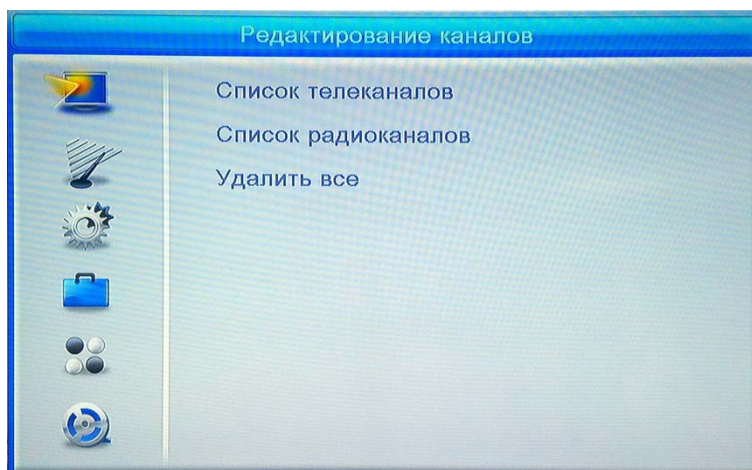 Редактирование каналов
Список телеканалов
Список радиоканалов
Удалить все